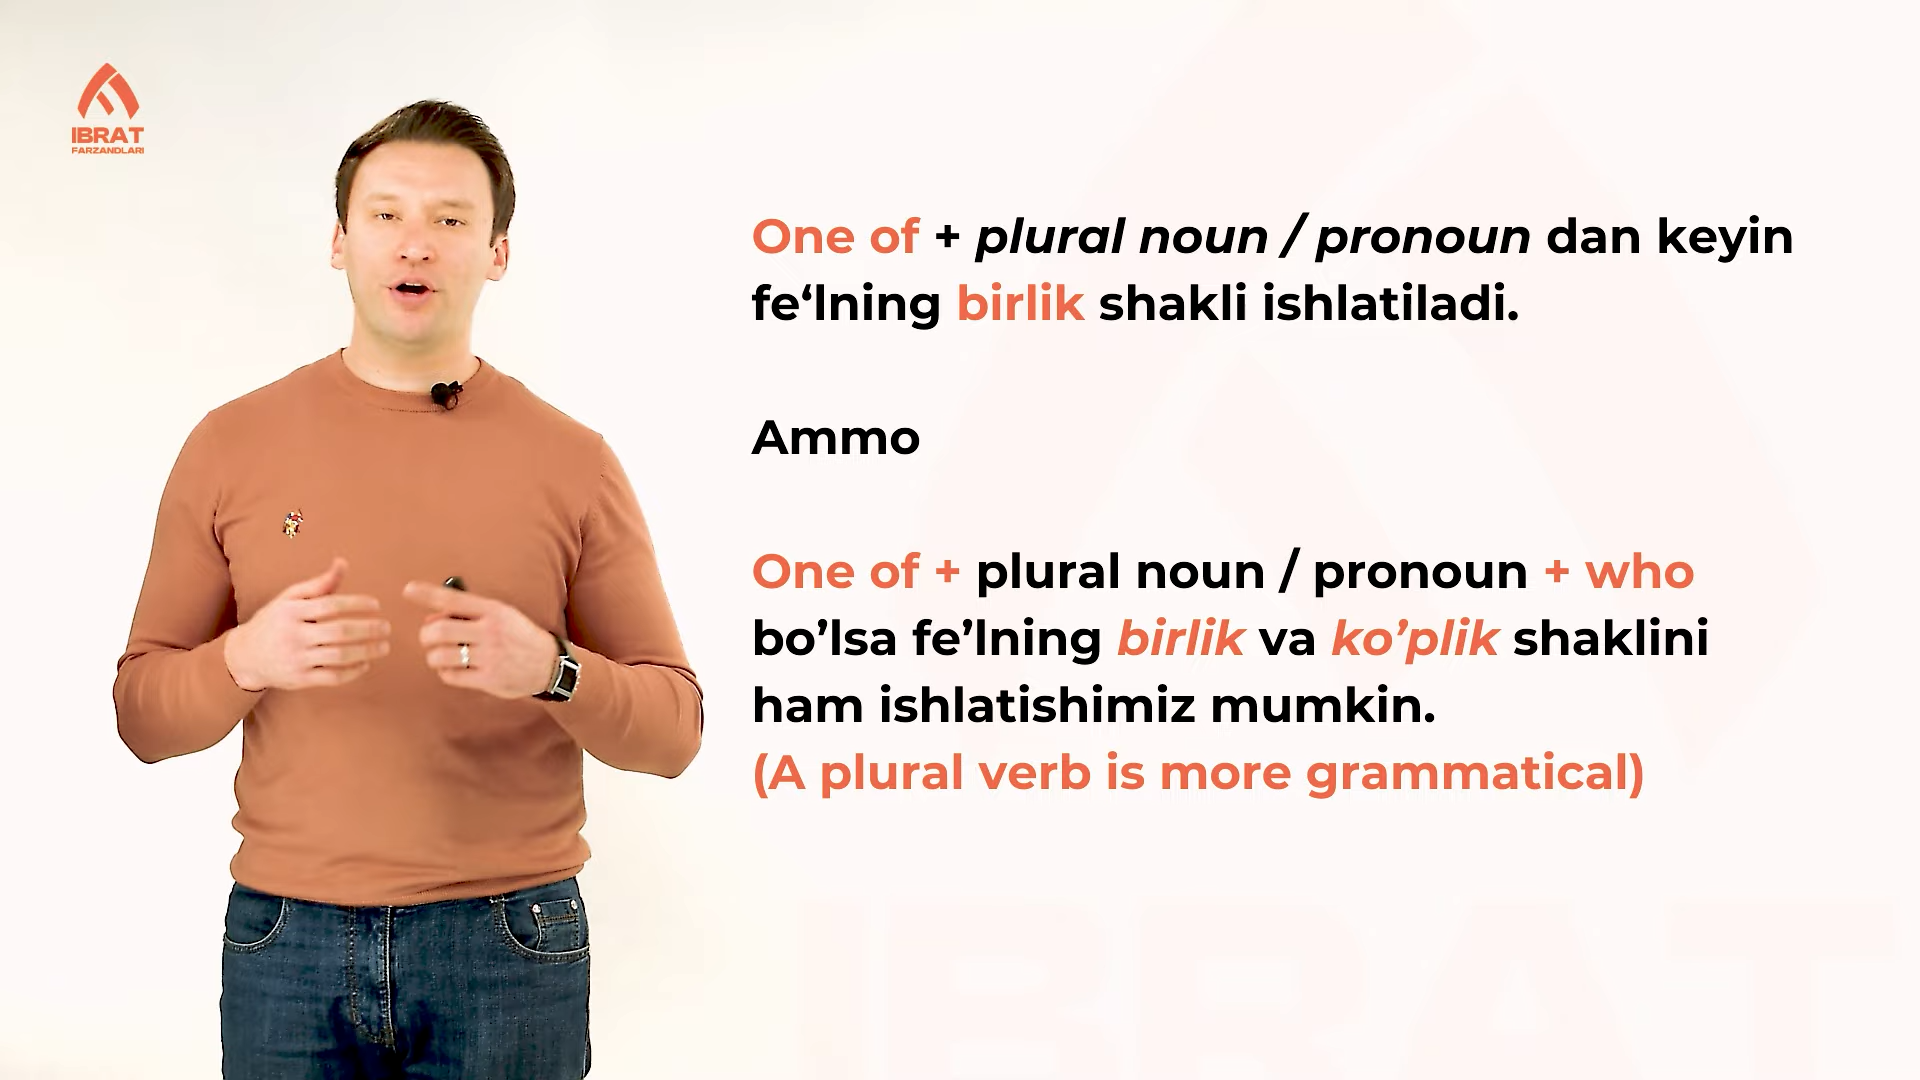 IBRAT
FARZANDLARI
One of + plural noun / pronoun dan keyin
fe‘lning birlik shakli ishlatiladi.
Ammo
One of + plural noun / pronoun + who
bo’lsa fe’lning birlik va ko’plik shaklini
ham ishlatishimiz mumkin.
(A plural verb is more grammatical)
IBRAT